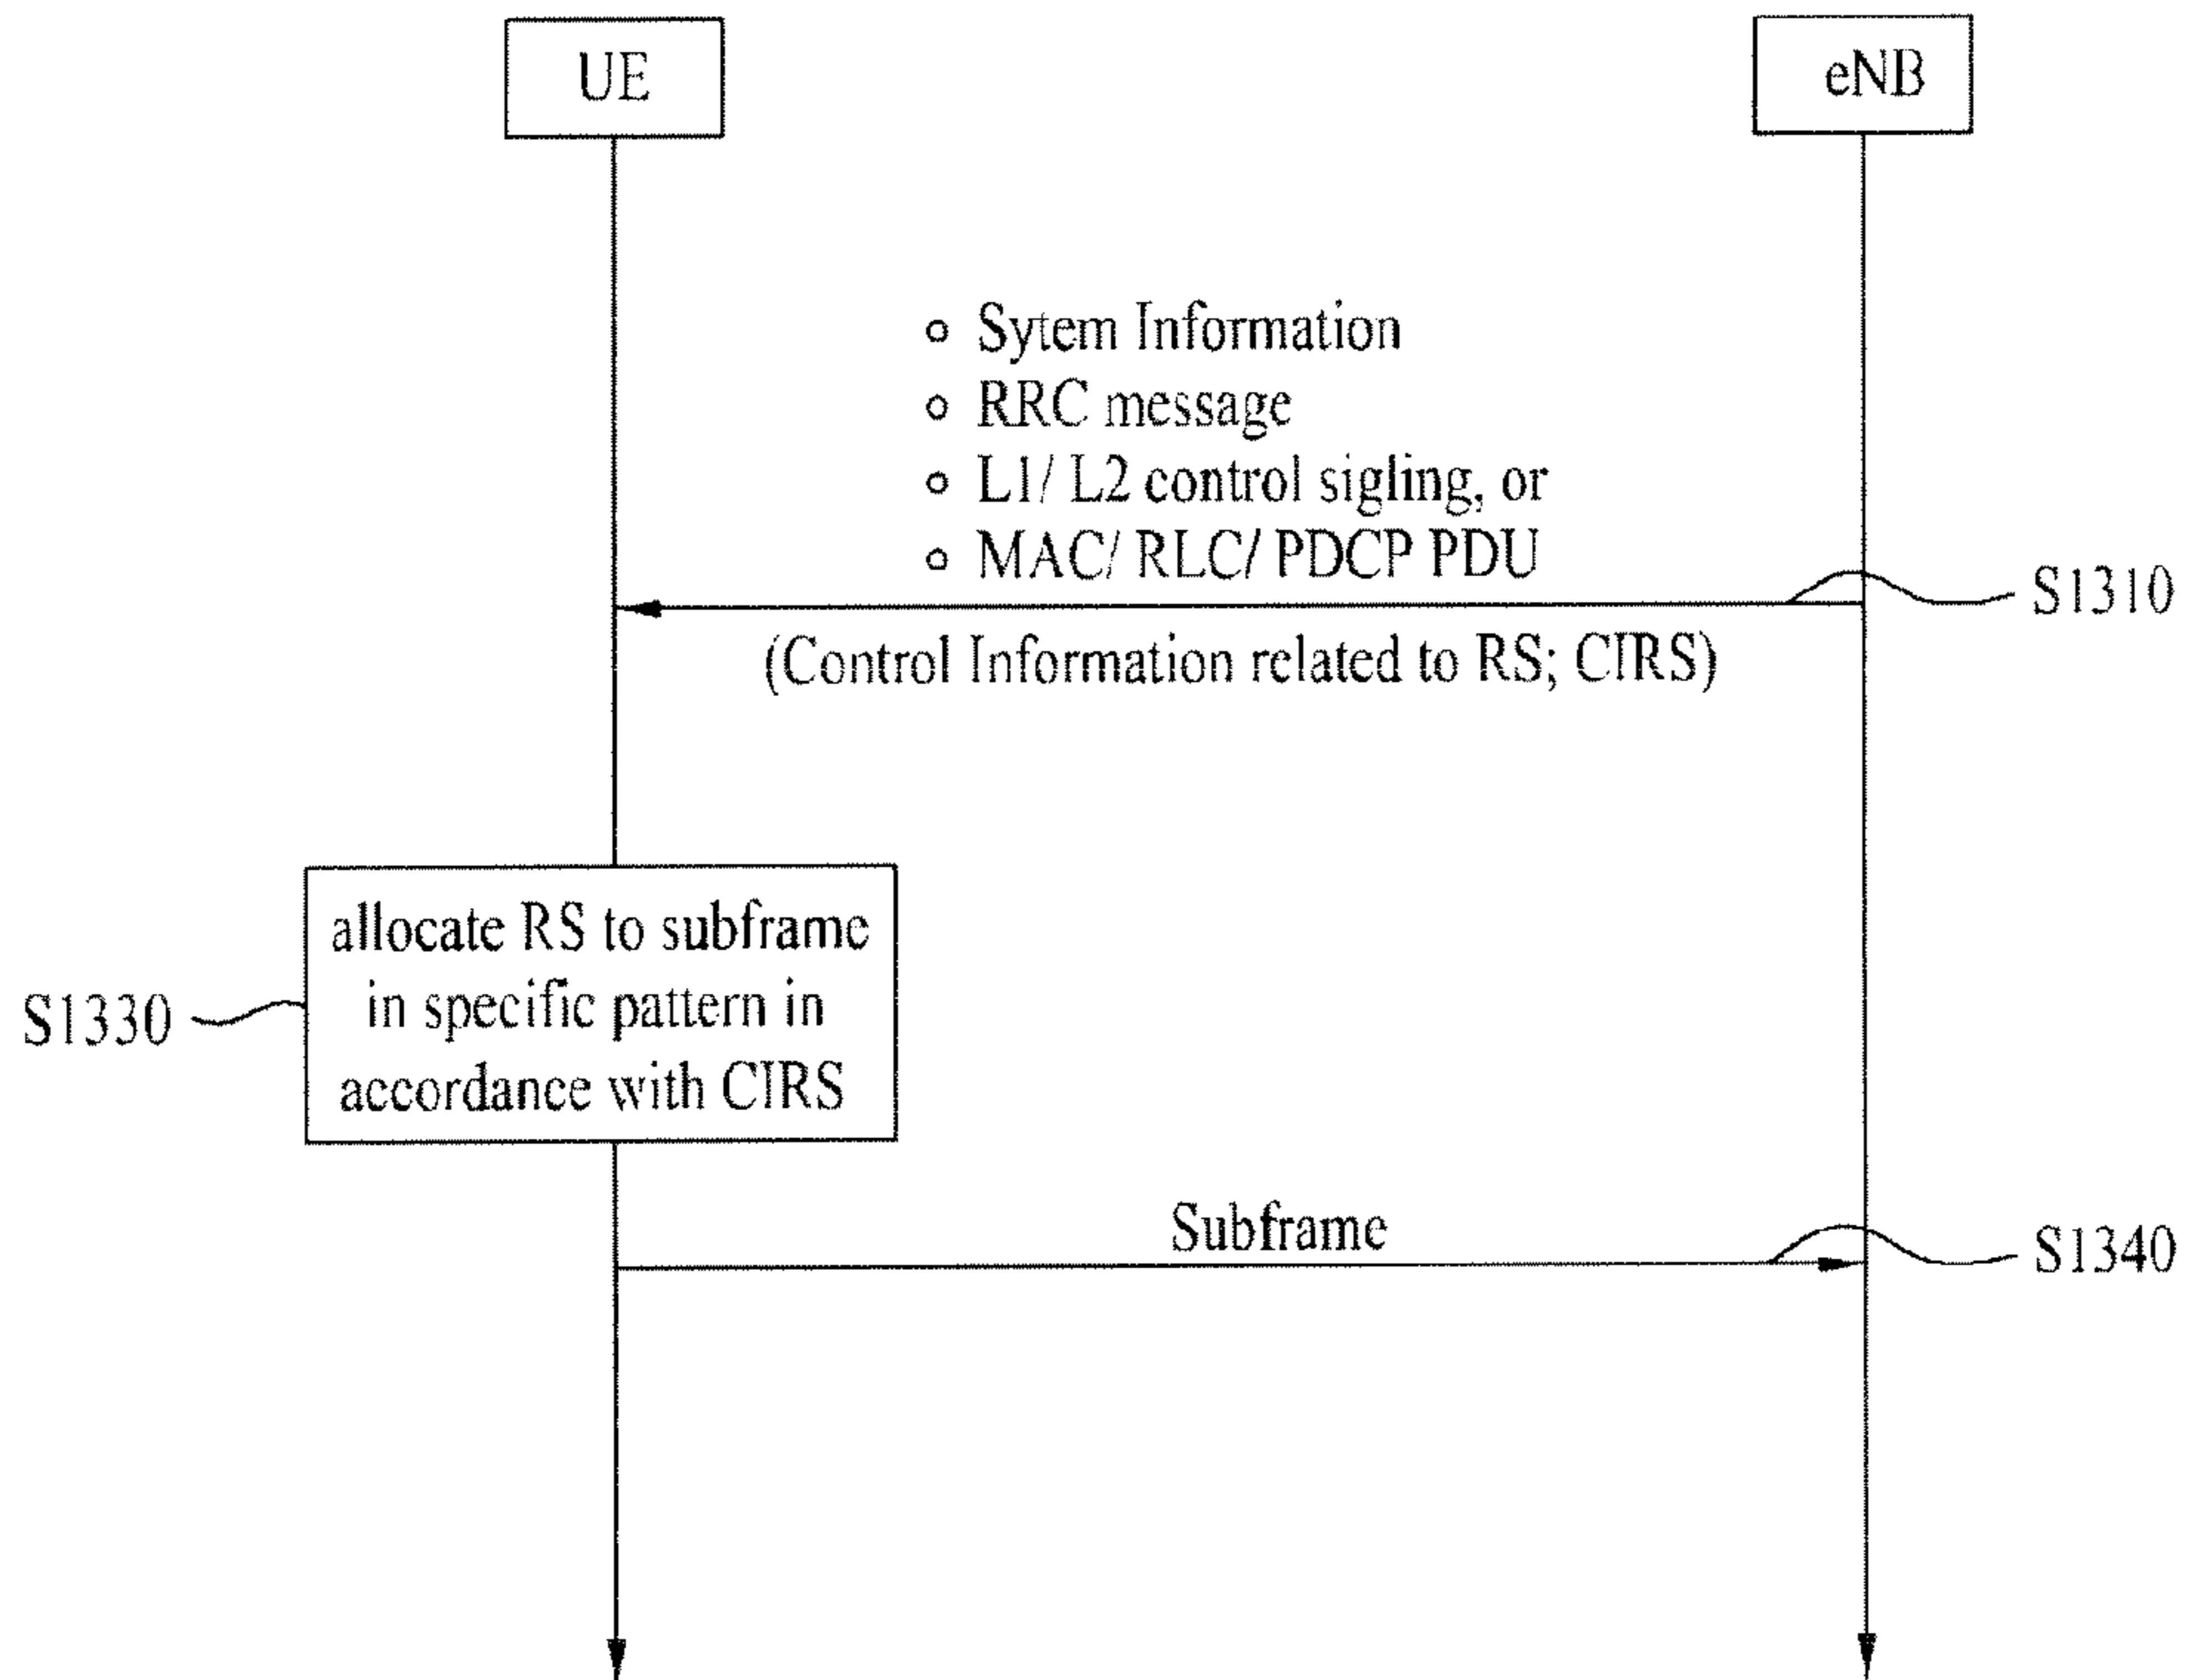 UE
eNB
○ Sytem Information
○ RRC message
○ L1/ L2 control sigling, or
○ MAC/ RLC/ PDCP PDU
S1310
(Control Information related to RS; CIRS)
allocate RS to subframe
in specific pattern in
accordance with CIRS
S1330
Subframe
S1340